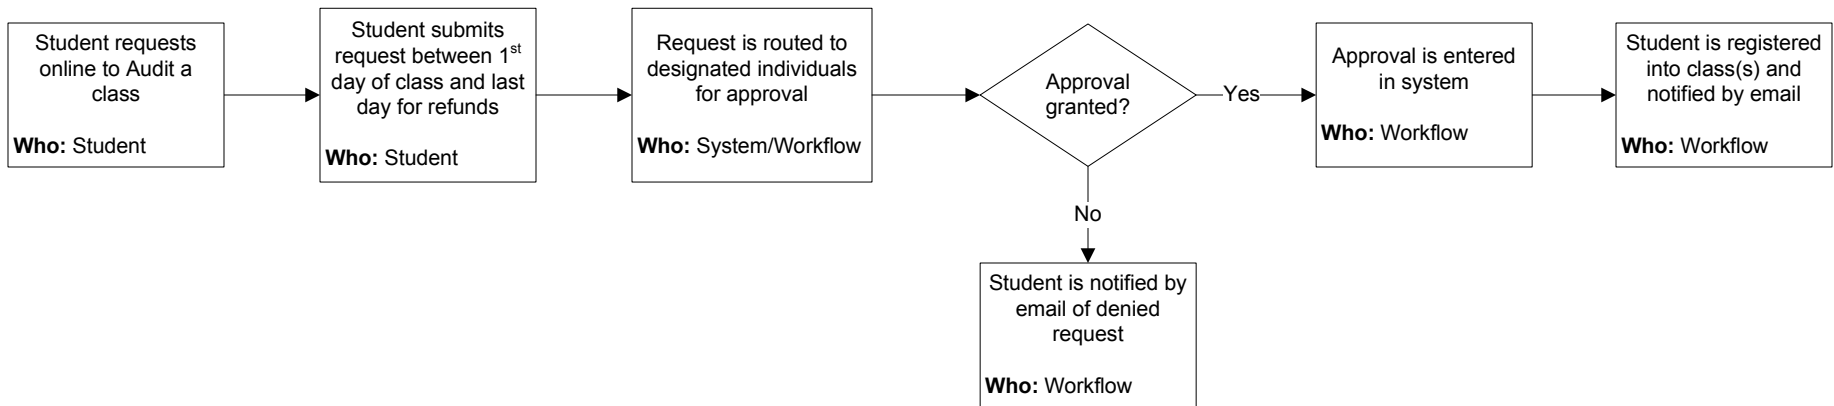 Student requests
online to Audit a
class
Who: Student
Student submits
request between 1st
day of class and last
day for refunds
Who: Student
Request is routed to
designated individuals
for approval
Who: System/Workflow
Approval
granted?
Yes
Approval is entered
in system
Who: Workflow
Student is registered
into class(s) and
notified by email
Who: Workflow
No
Student is notified by
email of denied
request
Who: Workflow